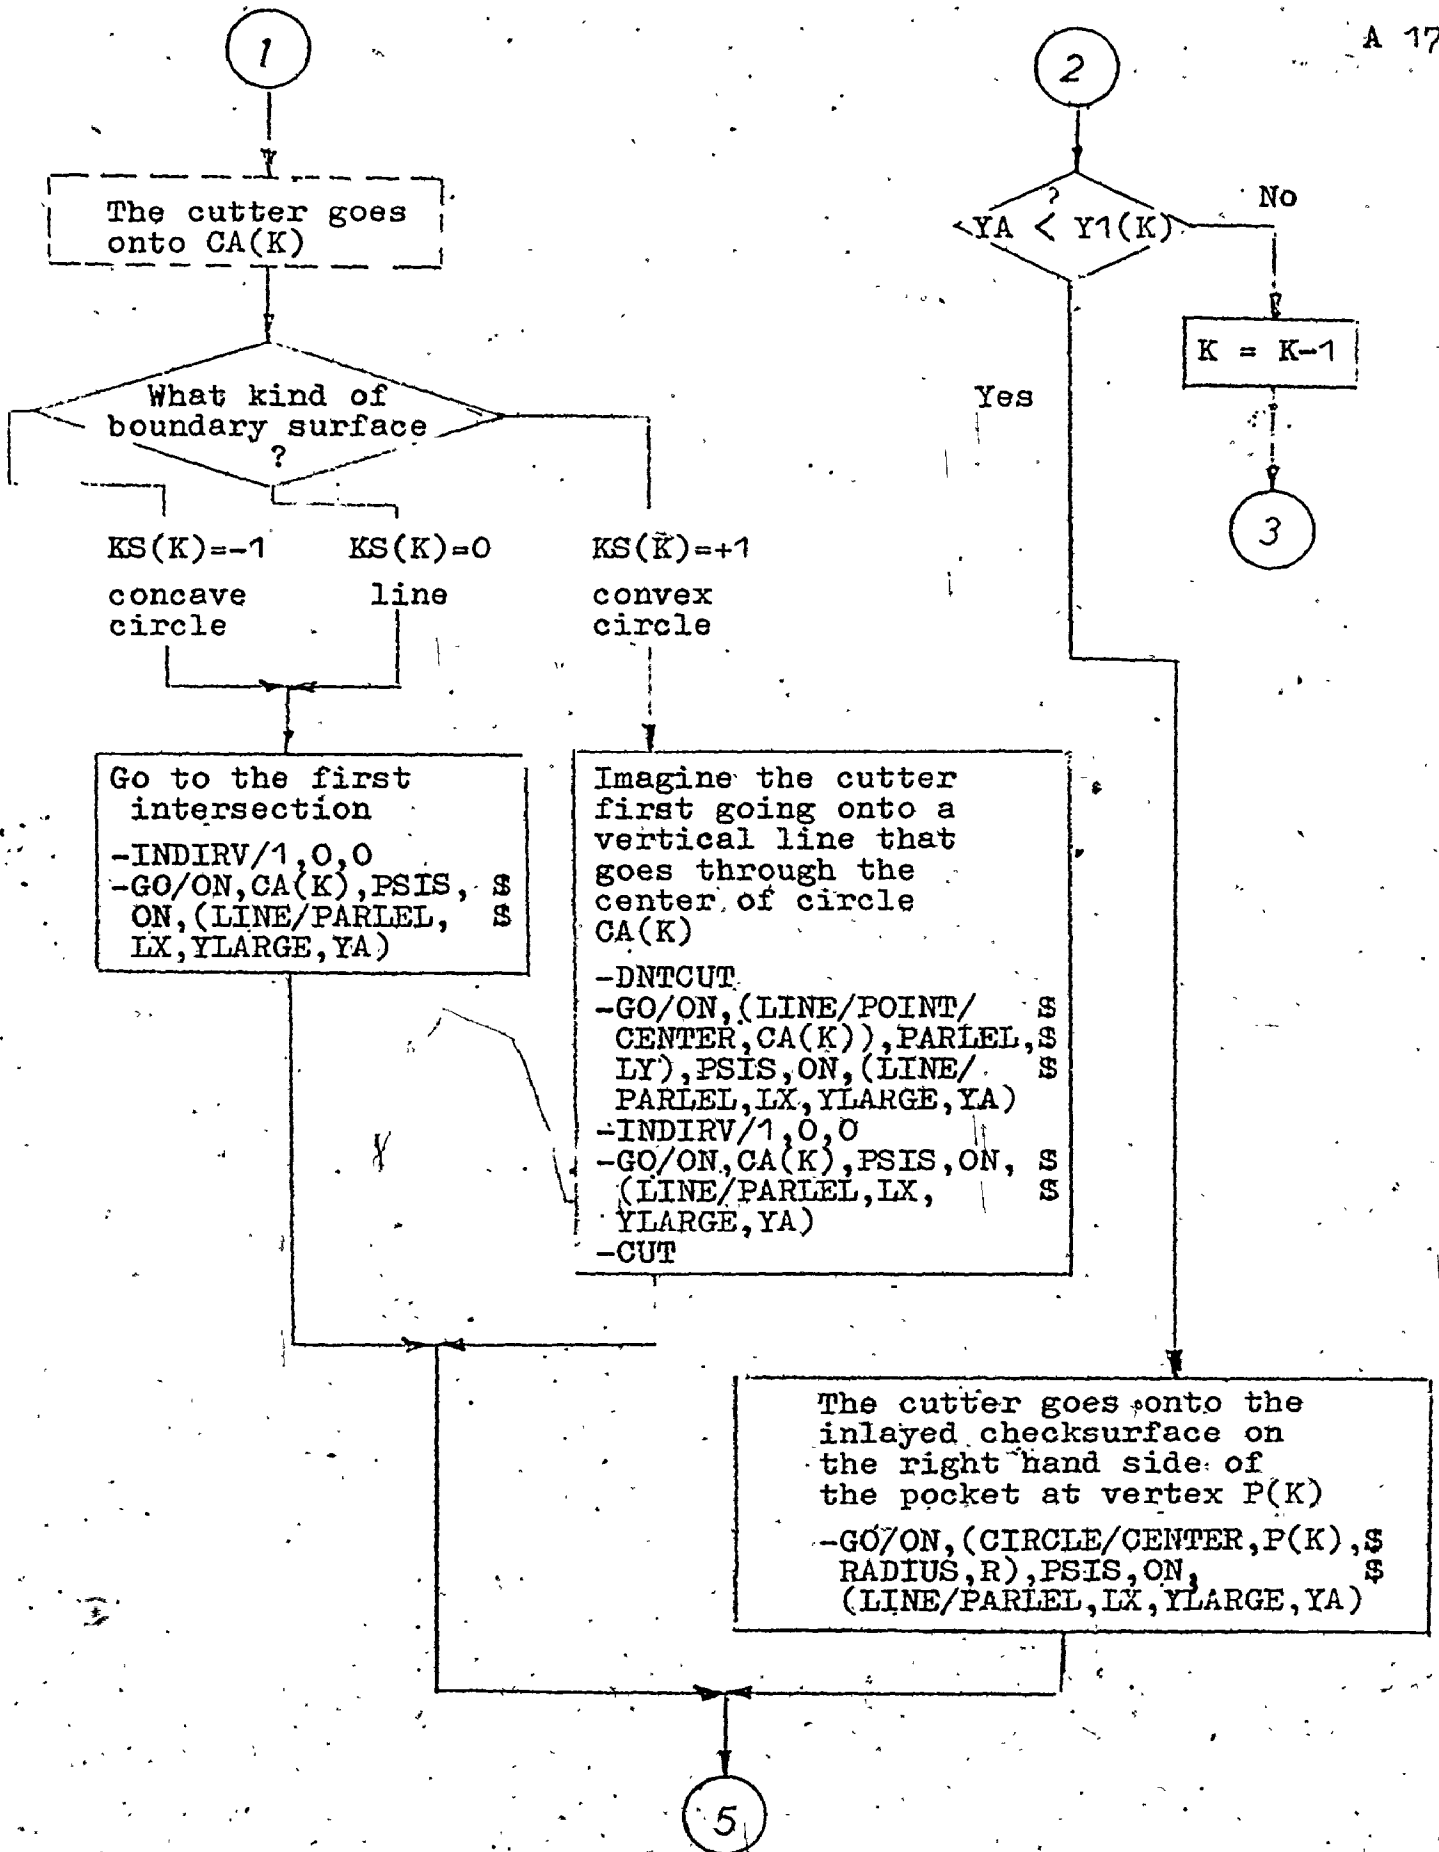 A 17
1
The cutter goes
onto CA(K)
What kind of
boundary surface
?
KS(K)=-1
concave
circle
KS(K)=0
line
KS(K)=+1
convex
circle
Go to the first
intersection
-INDIRV/1,0,0
-GO/ON,CA(K),PSIS, $
ON,(LINE/PARLEL, $
LX,YLARGE,YA)
Imagine the cutter
first going onto a
vertical line that
goes through the
center of circle
CA(K)
-DNTCUT
-GO/ON,(LINE/POINT/ $
CENTER,CA(K)),PARLEL,$
LY),PSIS,ON,(LINE/ $
PARLEL,LX,YLARGE,YA)
-INDIRV/1,0,0
-GO/ON,CA(K),PSIS,ON, $
(LINE/PARLEL,LX, $
YLARGE,YA)
-CUT
2
?
YA < Y1(K)
No
K = K-1
3
Yes
The cutter goes onto the
inlayed checksurface on
the right hand side of
the pocket at vertex P(K)
-GO/ON,(CIRCLE/CENTER,P(K),$
RADIUS,R),PSIS,ON, $
(LINE/PARLEL,LX,YLARGE,YA)
5